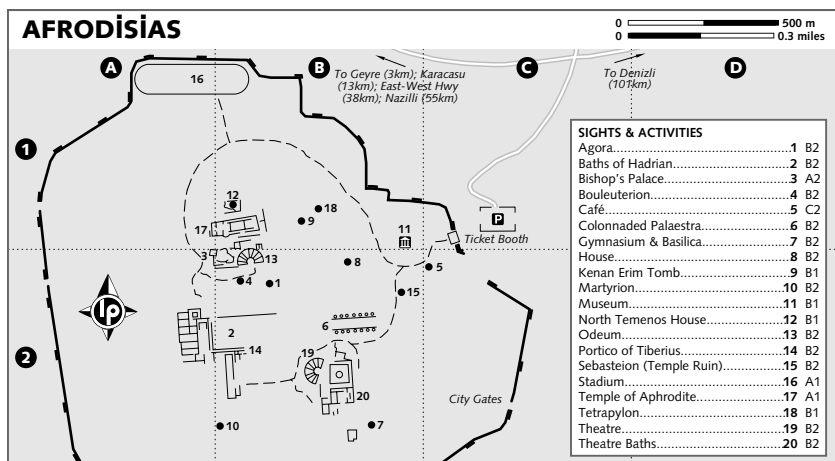 AFRODİSİAS
0 500 m
0 0.3 miles
A
B
C
D
To Geyre (3km); Karacasu
(13km); East-West Hwy
(38km); Nazilli (55km)
To Denizli
(101km)
16
1
12
18
9
17
11
P
Ticket Booth
3
13
8
5
4
1
15
lp
2
6
14
2
19
20
City Gates
10
7
SIGHTS & ACTIVITIES
Agora 1 B2
Baths of Hadrian 2 B2
Bishop's Palace 3 A2
Bouleuterion 4 B2
Café 5 C2
Colonnaded Palaestra 6 B2
Gymnasium & Basilica 7 B2
House 8 B2
Kenan Erim Tomb 9 B1
Martyrion 10 B2
Museum 11 B1
North Temenos House 12 B1
Odeum 13 B2
Portico of Tiberius 14 B2
Sebasteion (Temple Ruin) 15 B2
Stadium 16 A1
Temple of Aphrodite 17 A1
Tetrapylon 18 B1
Theatre 19 B2
Theatre Baths 20 B2